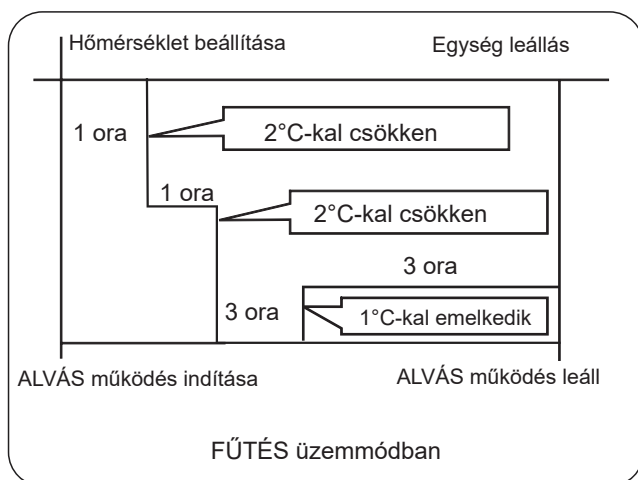 Hőmérséklet beállítása
Egység leállás
1 ora
2°C-kal csökken
1 ora
2°C-kal csökken
3 ora
3 ora
1°C-kal emelkedik
ALVÁS működés indítása
ALVÁS működés leáll
FŰTÉS üzemmódban